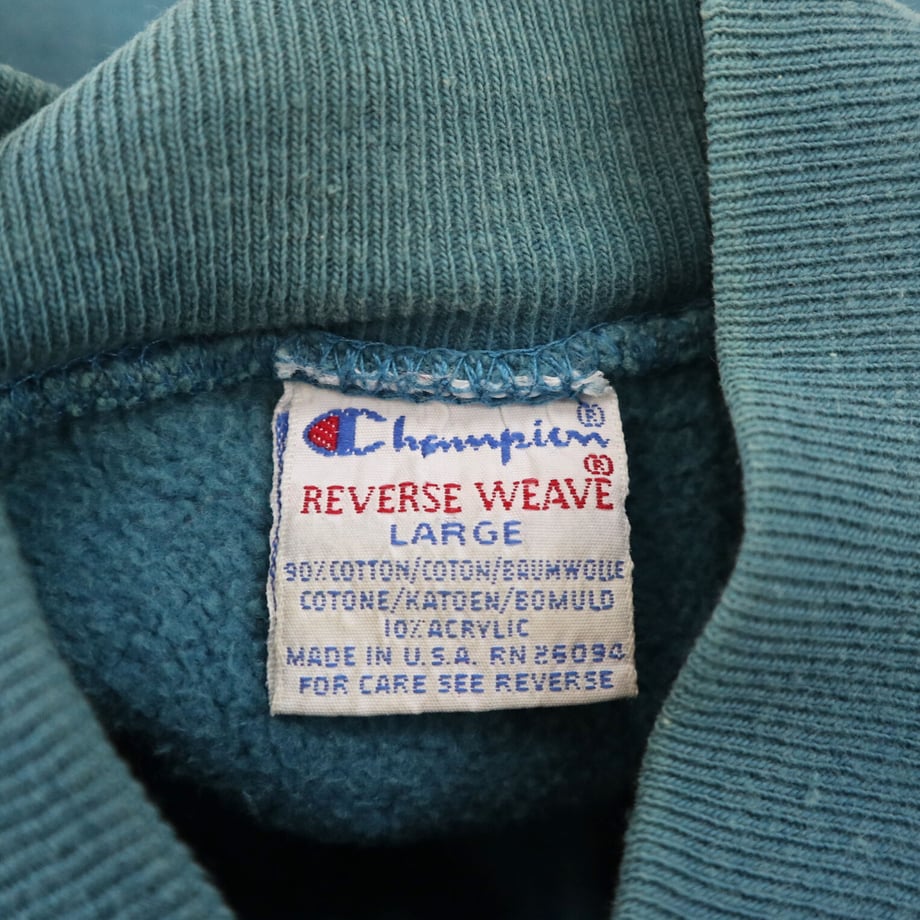 Champion®
REVERSE WEAVE®
LARGE
90% COTTON/COTON/BAUMWOLLE
COTONE/KATOEN/BOMULD
10% ACRYLIC
MADE IN U.S.A. RN 26094
FOR CARE SEE REVERSE